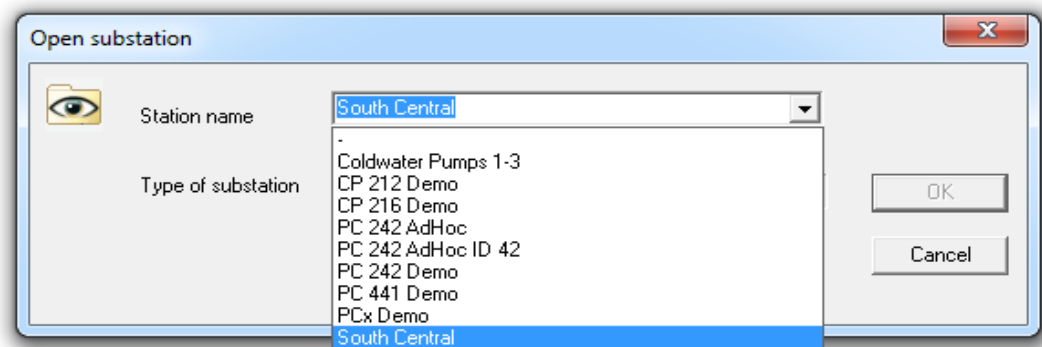 Open substation
Station name
South Central
-
Coldwater Pumps 1-3
CP 212 Demo
CP 216 Demo
PC 242 AdHoc
PC 242 AdHoc ID 42
PC 242 Demo
PC 441 Demo
PCx Demo
South Central
Type of substation
OK
Cancel